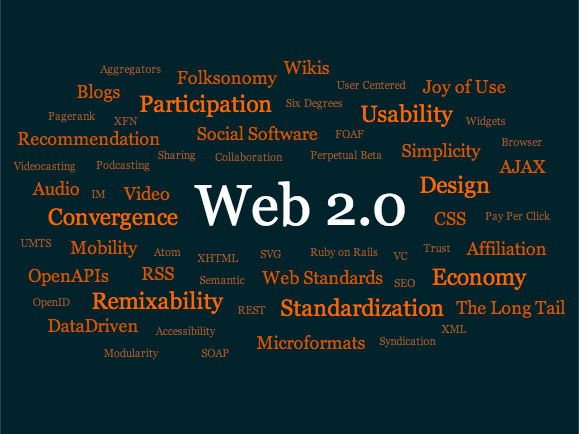 Wikis
Aggregators Folksonomy
User Centered Joy of Use
Blogs Participation Six Degrees Usability
Pagerank XFN Widgets
Recommendation Social Software FOAF
Browser
Videocasting Podcasting Sharing Collaboration Perpetual Beta Simplicity AJAX
Audio IM Video Web 2.0 Design
Convergence CSS Pay Per Click
UMTS Mobility Atom XHTML SVG Ruby on Rails VC Trust Affiliation
OpenAPIs RSS Semantic Web Standards SEO Economy
OpenID Remixability REST Standardization The Long Tail
DataDriven Accessibility XML
Microformats Syndication
Modularity SOAP